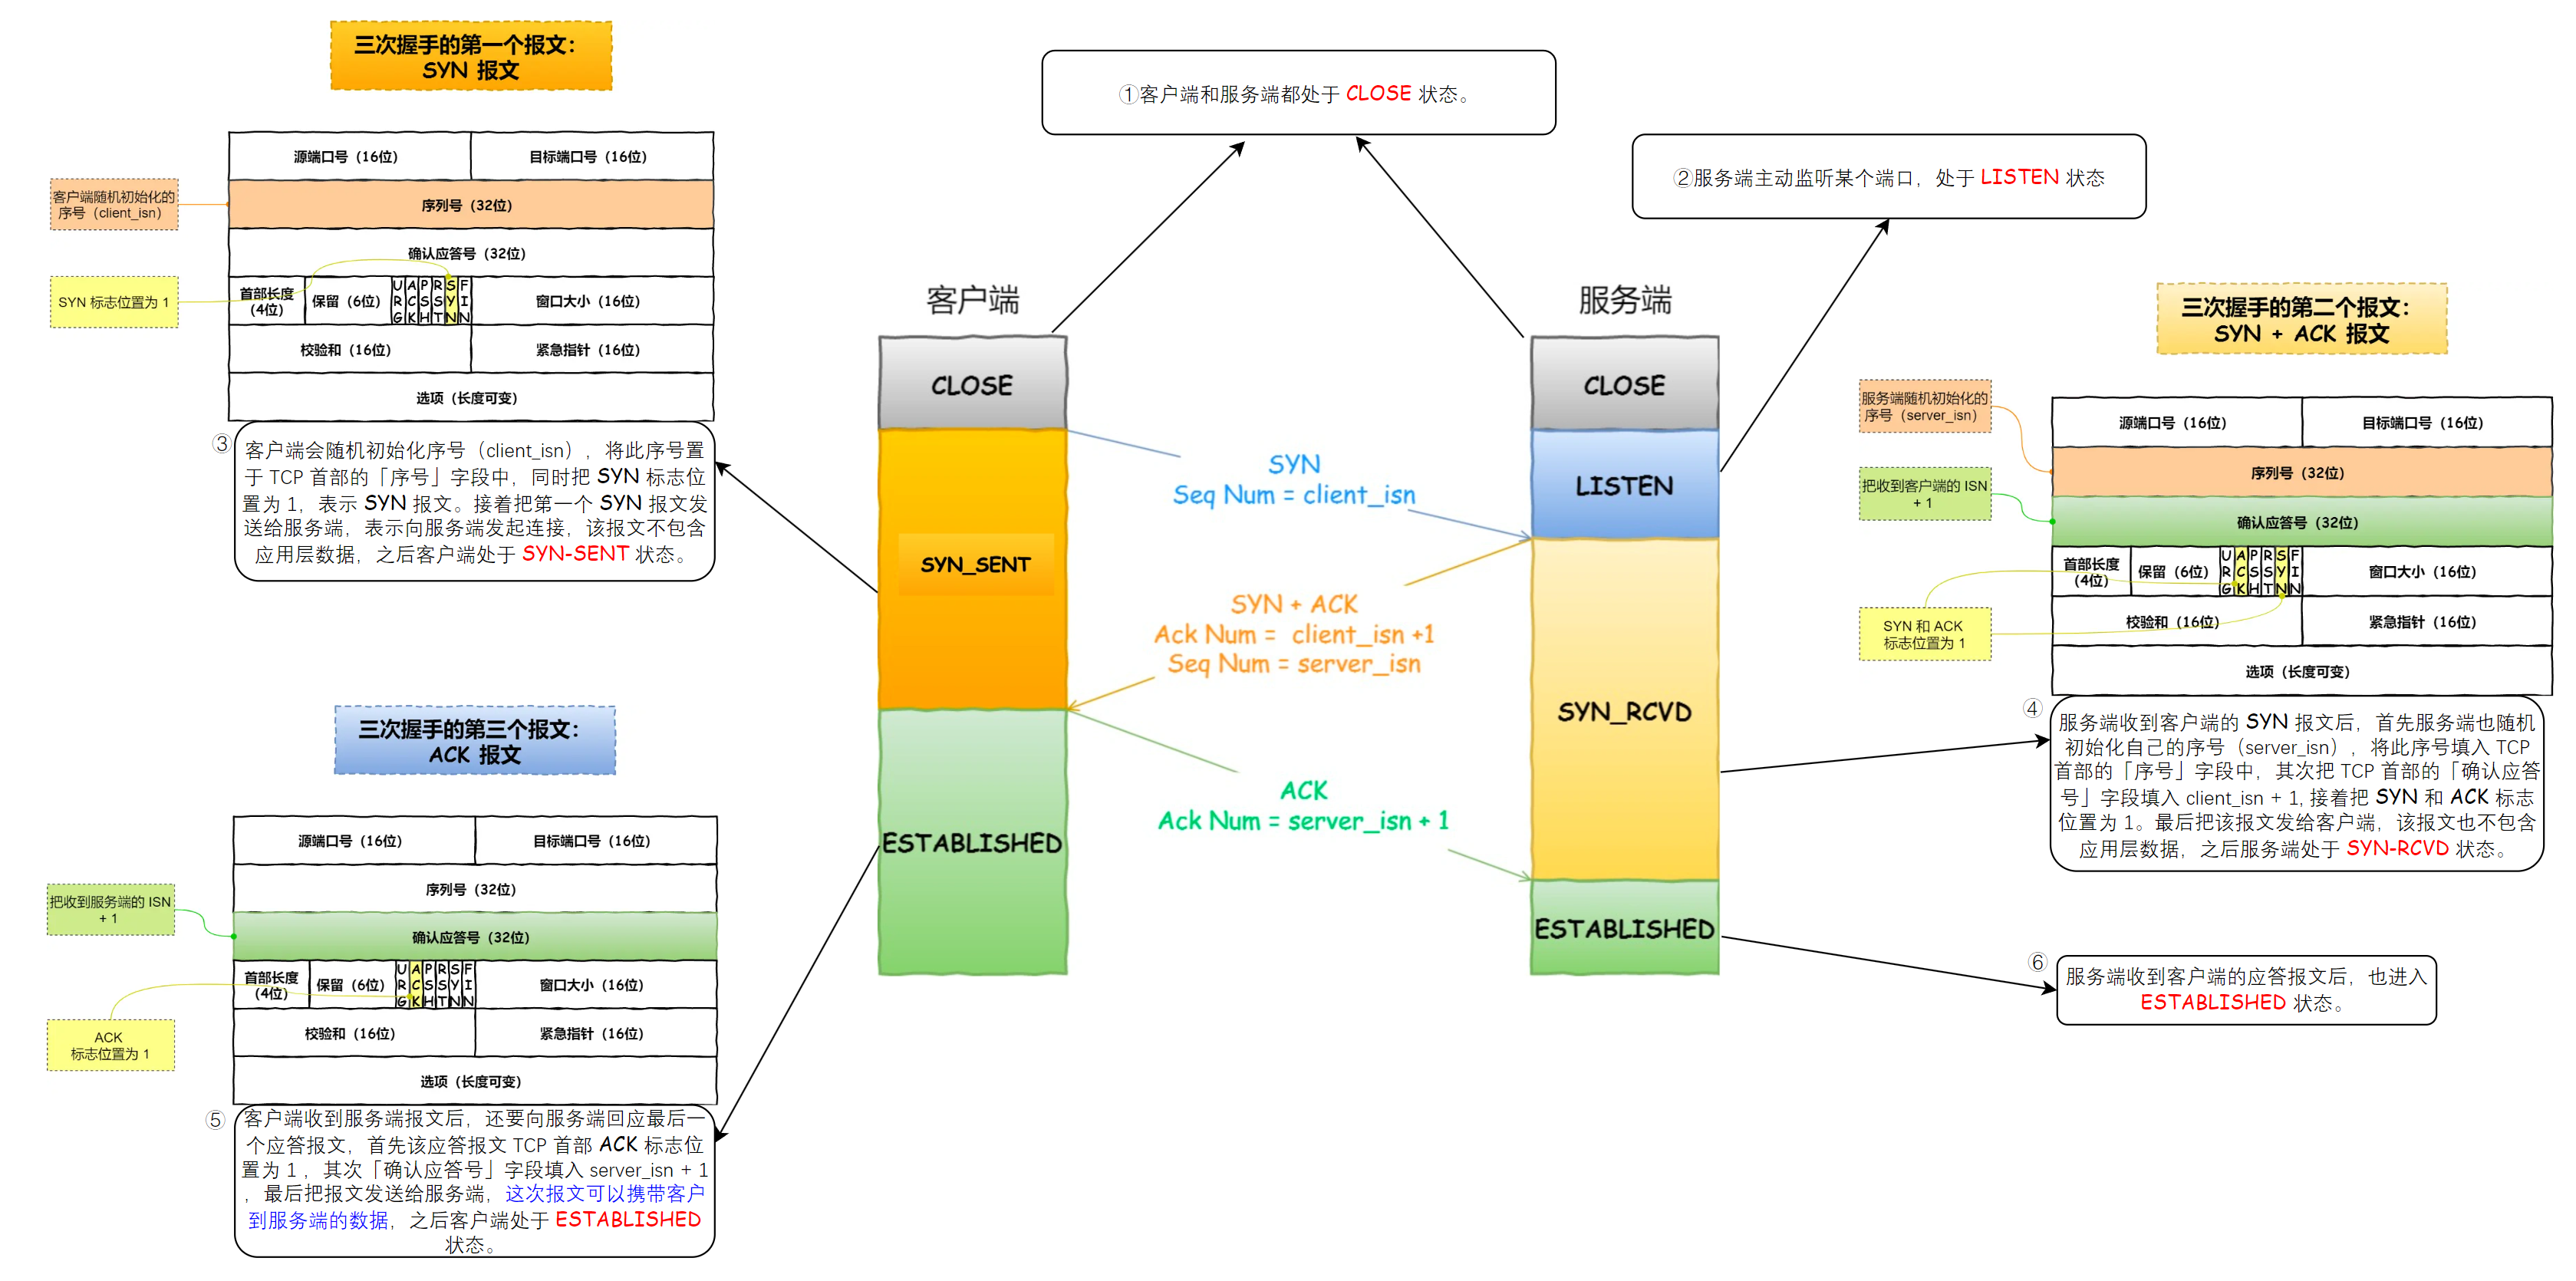 三次握手的第一个报文：
SYN 报文
源端口号（16位）
目标端口号（16位）
客户端随机初始化的
序号（client_isn）
序列号（32位）
确认应答号（32位）
SYN 标志位置为 1
首部长度
（4位）
保留（6位）
URG
ACK
PSH
RST
SYN
FIN
窗口大小（16位）
校验和（16位）
紧急指针（16位）
选项（长度可变）
③
客户端会随机初始化序号（client_isn），将此序号置
于 TCP 首部的「序号」字段中，同时把 SYN 标志位
置为 1，表示 SYN 报文。接着把第一个 SYN 报文发
送给服务端，表示向服务端发起连接，该报文不包含
应用层数据，之后客户端处于 SYN-SENT 状态。
三次握手的第三个报文：
ACK 报文
源端口号（16位）
目标端口号（16位）
序列号（32位）
把收到服务端的 ISN
+ 1
确认应答号（32位）
首部长度
（4位）
保留（6位）
URG
ACK
PSH
RST
SYN
FIN
窗口大小（16位）
ACK
标志位置为 1
校验和（16位）
紧急指针（16位）
选项（长度可变）
⑤
客户端收到服务端报文后，还要向服务端回应最后一
个应答报文，首先该应答报文 TCP 首部 ACK 标志位
置为 1 ，其次「确认应答号」字段填入 server_isn + 1
，最后把报文发送给服务端，这次报文可以携带客户
到服务端的数据，之后客户端处于 ESTABLISHED
状态。
①客户端和服务端都处于 CLOSE 状态。
②服务端主动监听某个端口，处于 LISTEN 状态
客户端
服务端
CLOSE
CLOSE
SYN
Seq Num = client_isn
LISTEN
SYN_SENT
SYN + ACK
Ack Num = client_isn +1
Seq Num = server_isn
SYN_RCVD
ACK
Ack Num = server_isn + 1
ESTABLISHED
ESTABLISHED
三次握手的第二个报文：
SYN + ACK 报文
服务端随机初始化的
序号（server_isn）
源端口号（16位）
目标端口号（16位）
序列号（32位）
把收到客户端的 ISN
+ 1
确认应答号（32位）
首部长度
（4位）
保留（6位）
URG
ACK
PSH
RST
SYN
FIN
窗口大小（16位）
SYN 和 ACK
标志位置为 1
校验和（16位）
紧急指针（16位）
选项（长度可变）
④
服务端收到客户端的 SYN 报文后，首先服务端也随机
初始化自己的序号（server_isn），将此序号填入 TCP
首部的「序号」字段中，其次把 TCP 首部的「确认应答
号」字段填入 client_isn + 1, 接着把 SYN 和 ACK 标志
位置为 1。最后把该报文发给客户端，该报文也不包含
应用层数据，之后服务端处于 SYN-RCVD 状态。
⑥
服务端收到客户端的应答报文后，也进入
ESTABLISHED 状态。